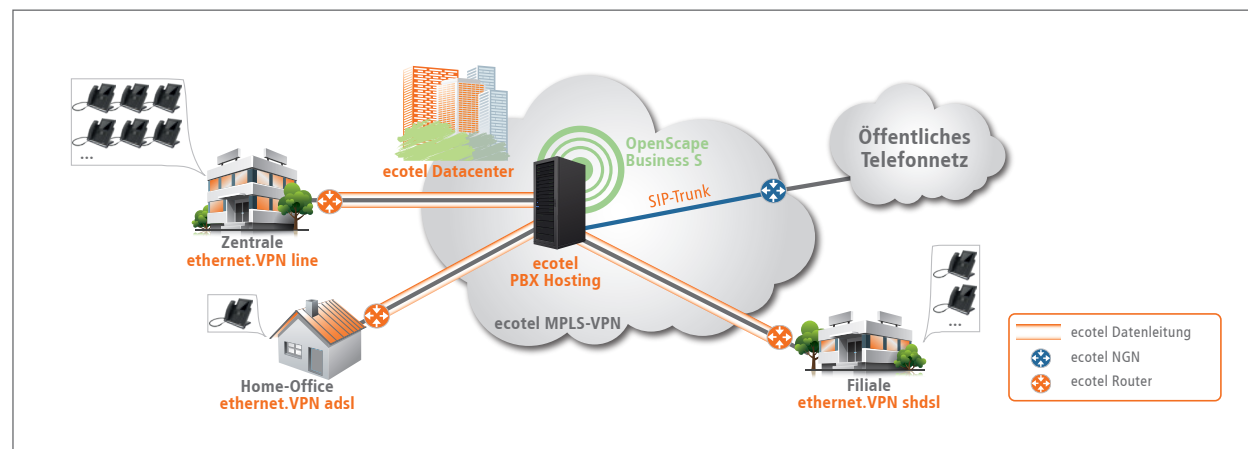 ...
ecotel Datacenter
OpenScape
Business S
Öffentliches
Telefonnetz
SIP-Trunk
Zentrale
ethernet.VPN line
ecotel
PBX Hosting
ecotel MPLS-VPN
...
Home-Office
ethernet.VPN adsl
Filiale
ethernet.VPN shdsl
ecotel Datenleitung
ecotel NGN
ecotel Router